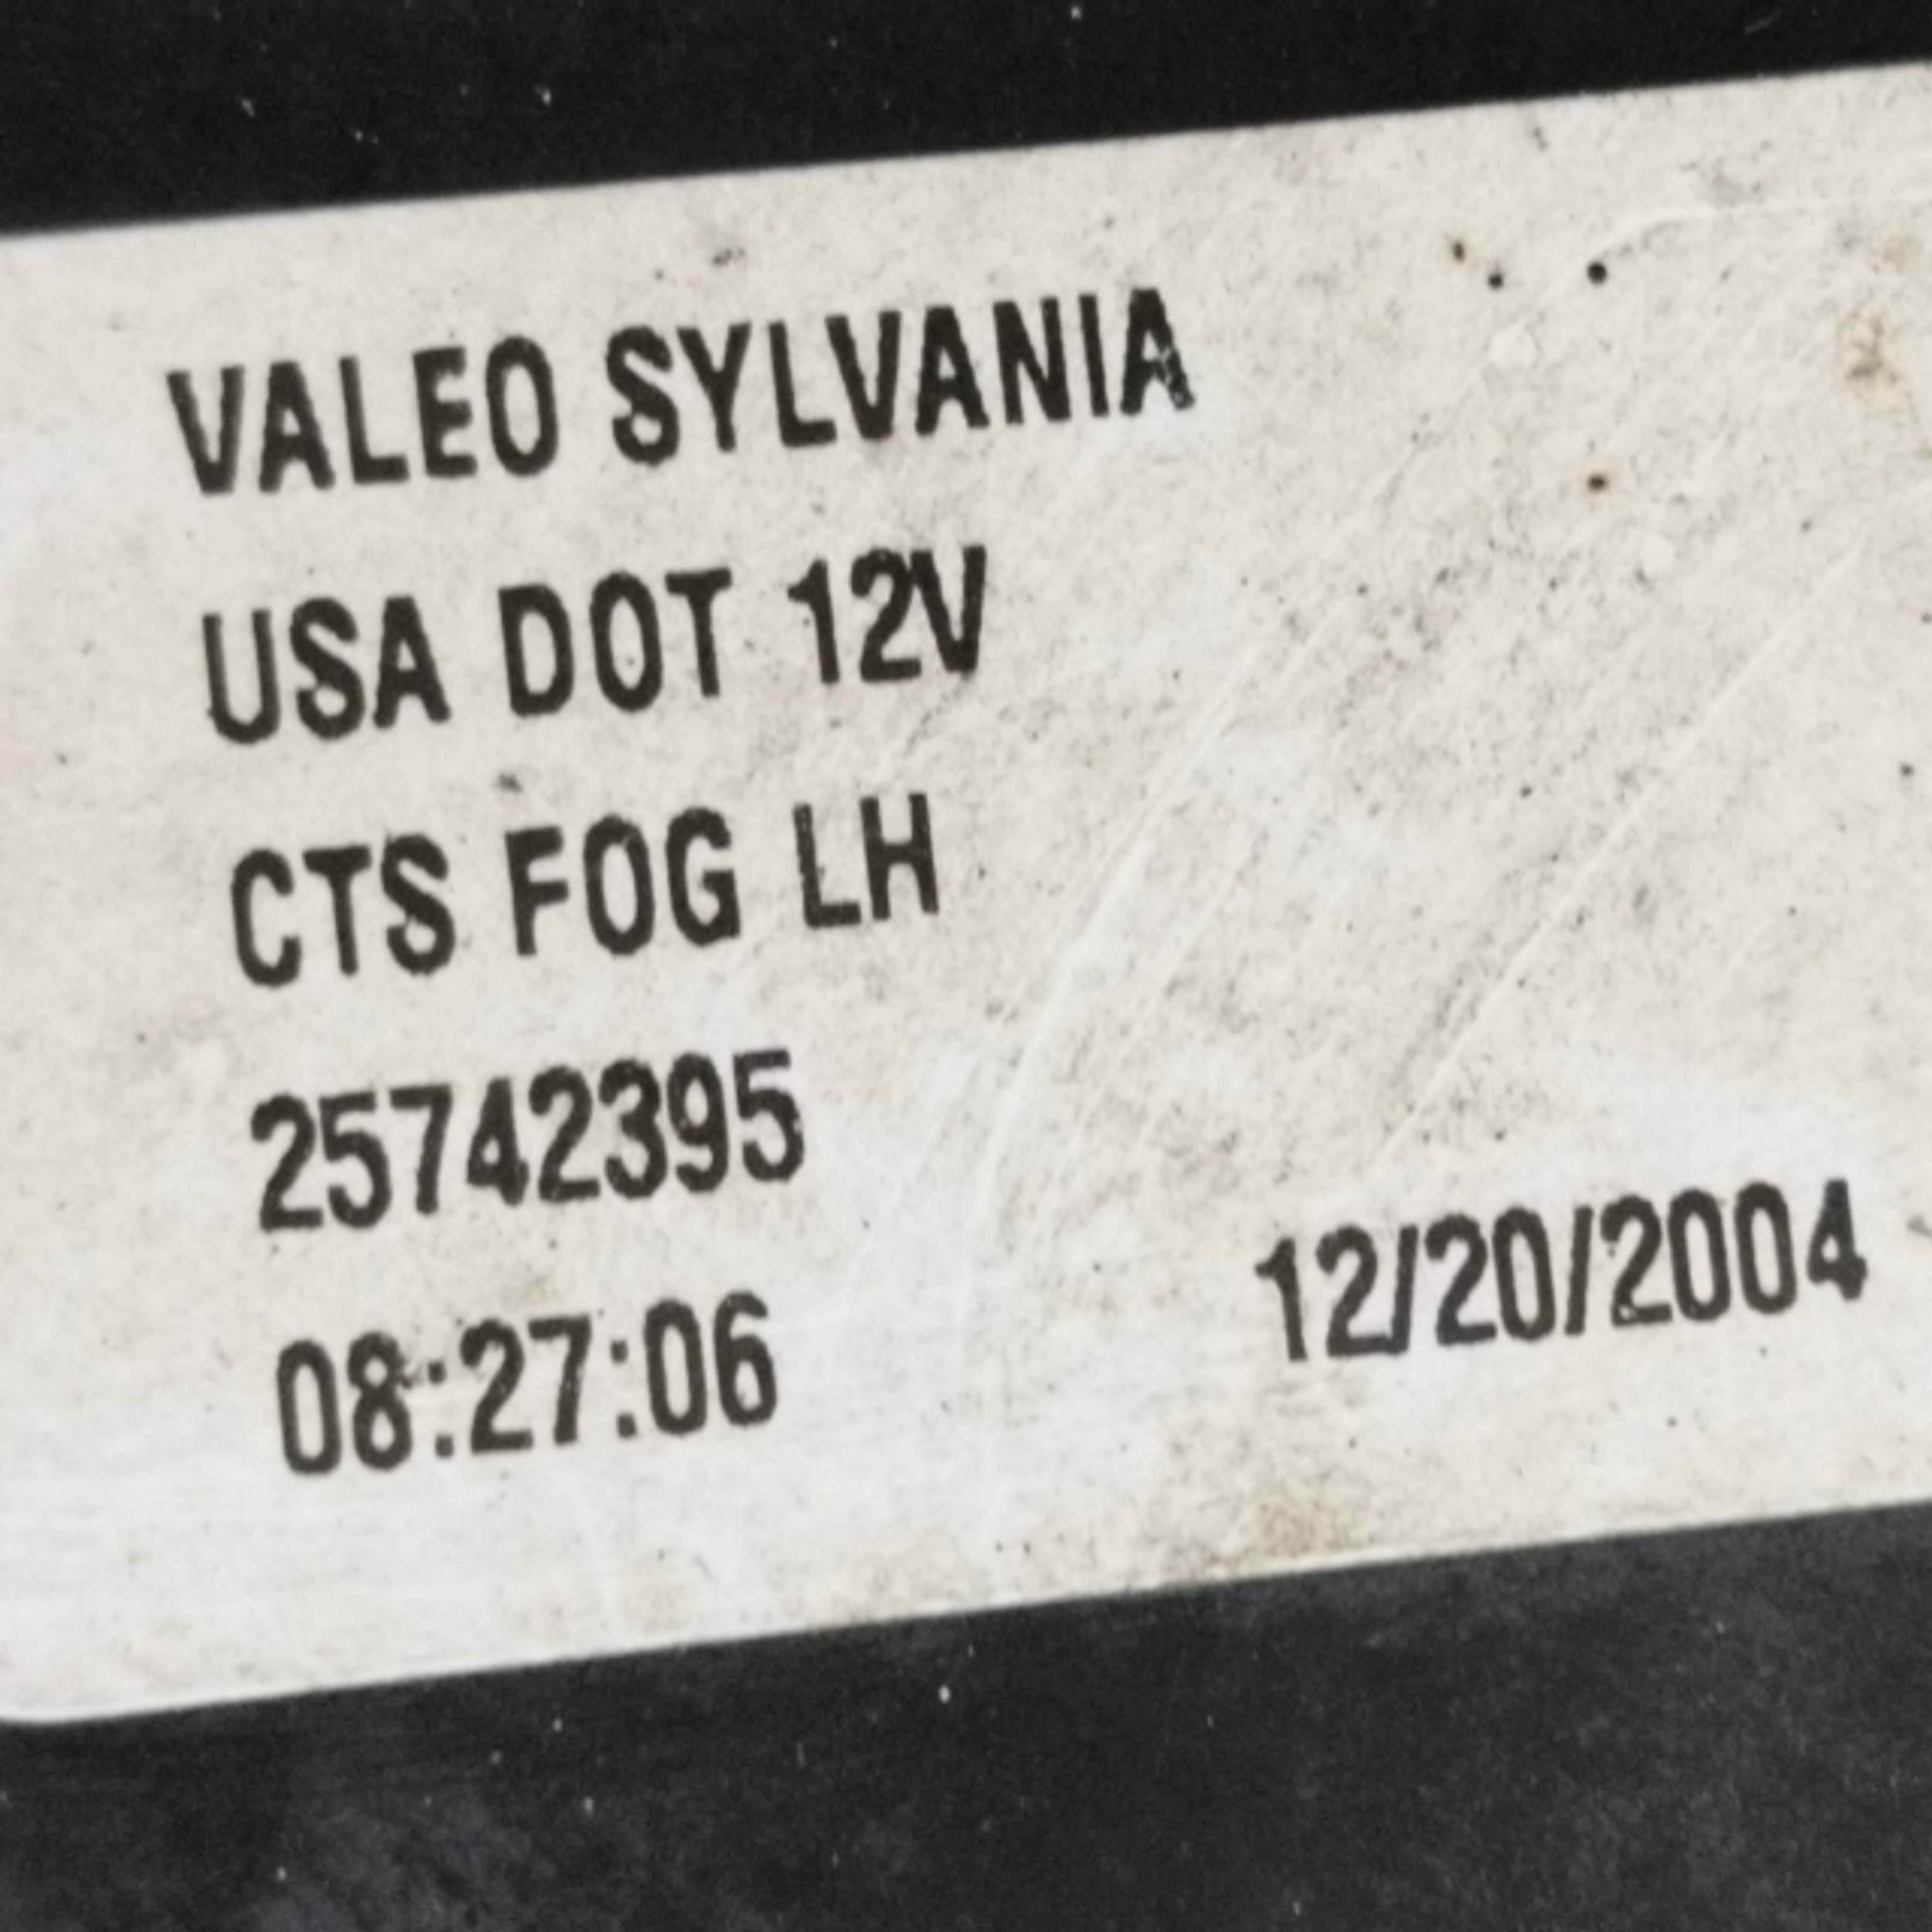 VALEO SYLVANIA
USA DOT 12V
CTS FOG LH
25742395
08:27:06 12/20/2004